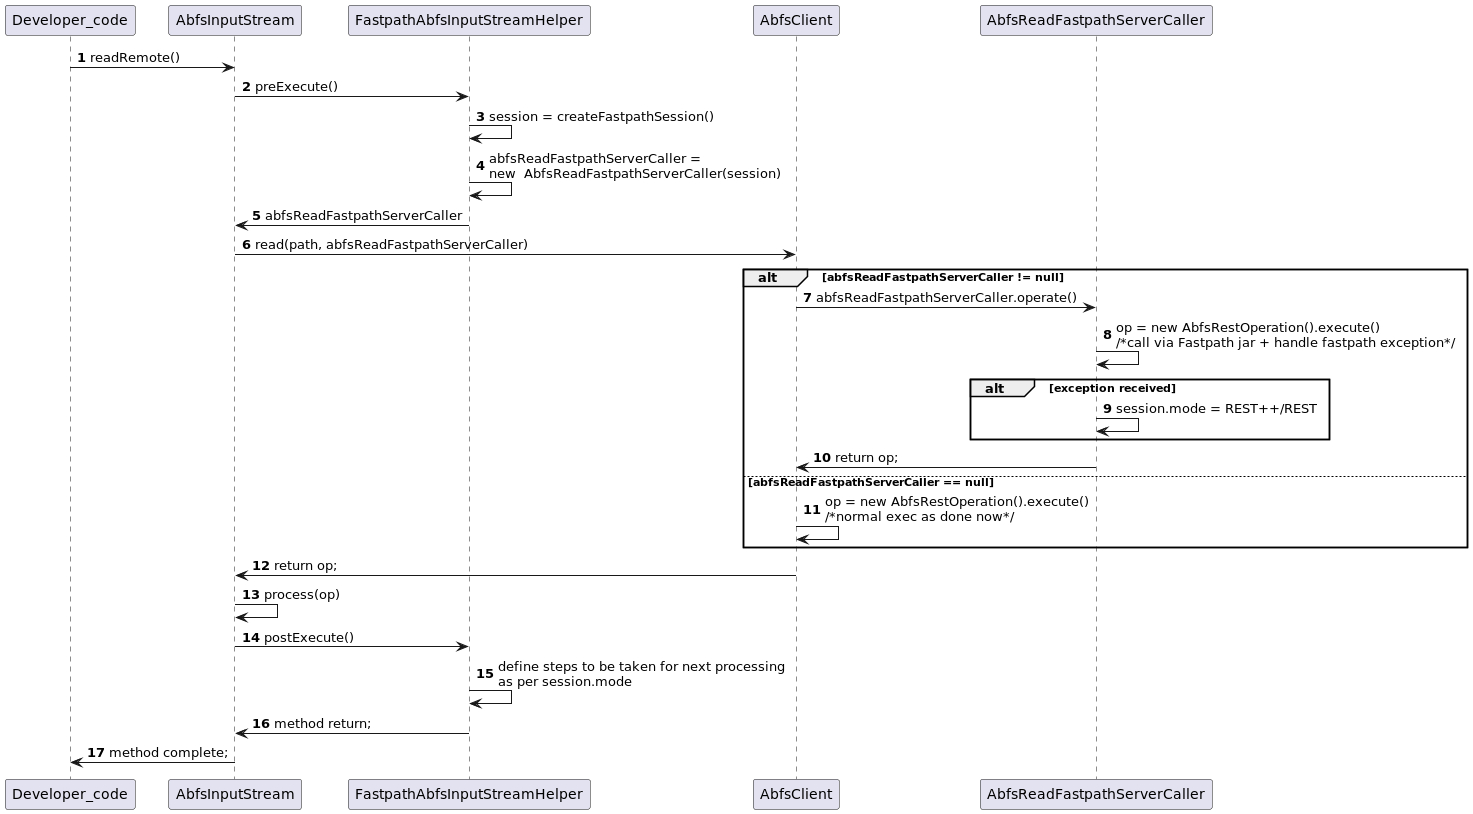 Developer_code
AbfsInputStream
FastpathAbfsInputStreamHelper
AbfsClient
AbfsReadFastpathServerCaller
1 readRemote()
2 preExecute()
3 session = createFastpathSession()
4 abfsReadFastpathServerCaller =
new  AbfsReadFastpathServerCaller(session)
5 abfsReadFastpathServerCaller
6 read(path, abfsReadFastpathServerCaller)
alt [abfsReadFastpathServerCaller != null]
7 abfsReadFastpathServerCaller.operate()
8 op = new AbfsRestOperation().execute()
/*call via Fastpath jar + handle fastpath exception*/
alt [exception received]
9 session.mode = REST++/REST
10 return op;
[abfsReadFastpathServerCaller == null]
11 op = new AbfsRestOperation().execute()
/*normal exec as done now*/
12 return op;
13 process(op)
14 postExecute()
15 define steps to be taken for next processing
as per session.mode
16 method return;
17 method complete;
Developer_code
AbfsInputStream
FastpathAbfsInputStreamHelper
AbfsClient
AbfsReadFastpathServerCaller